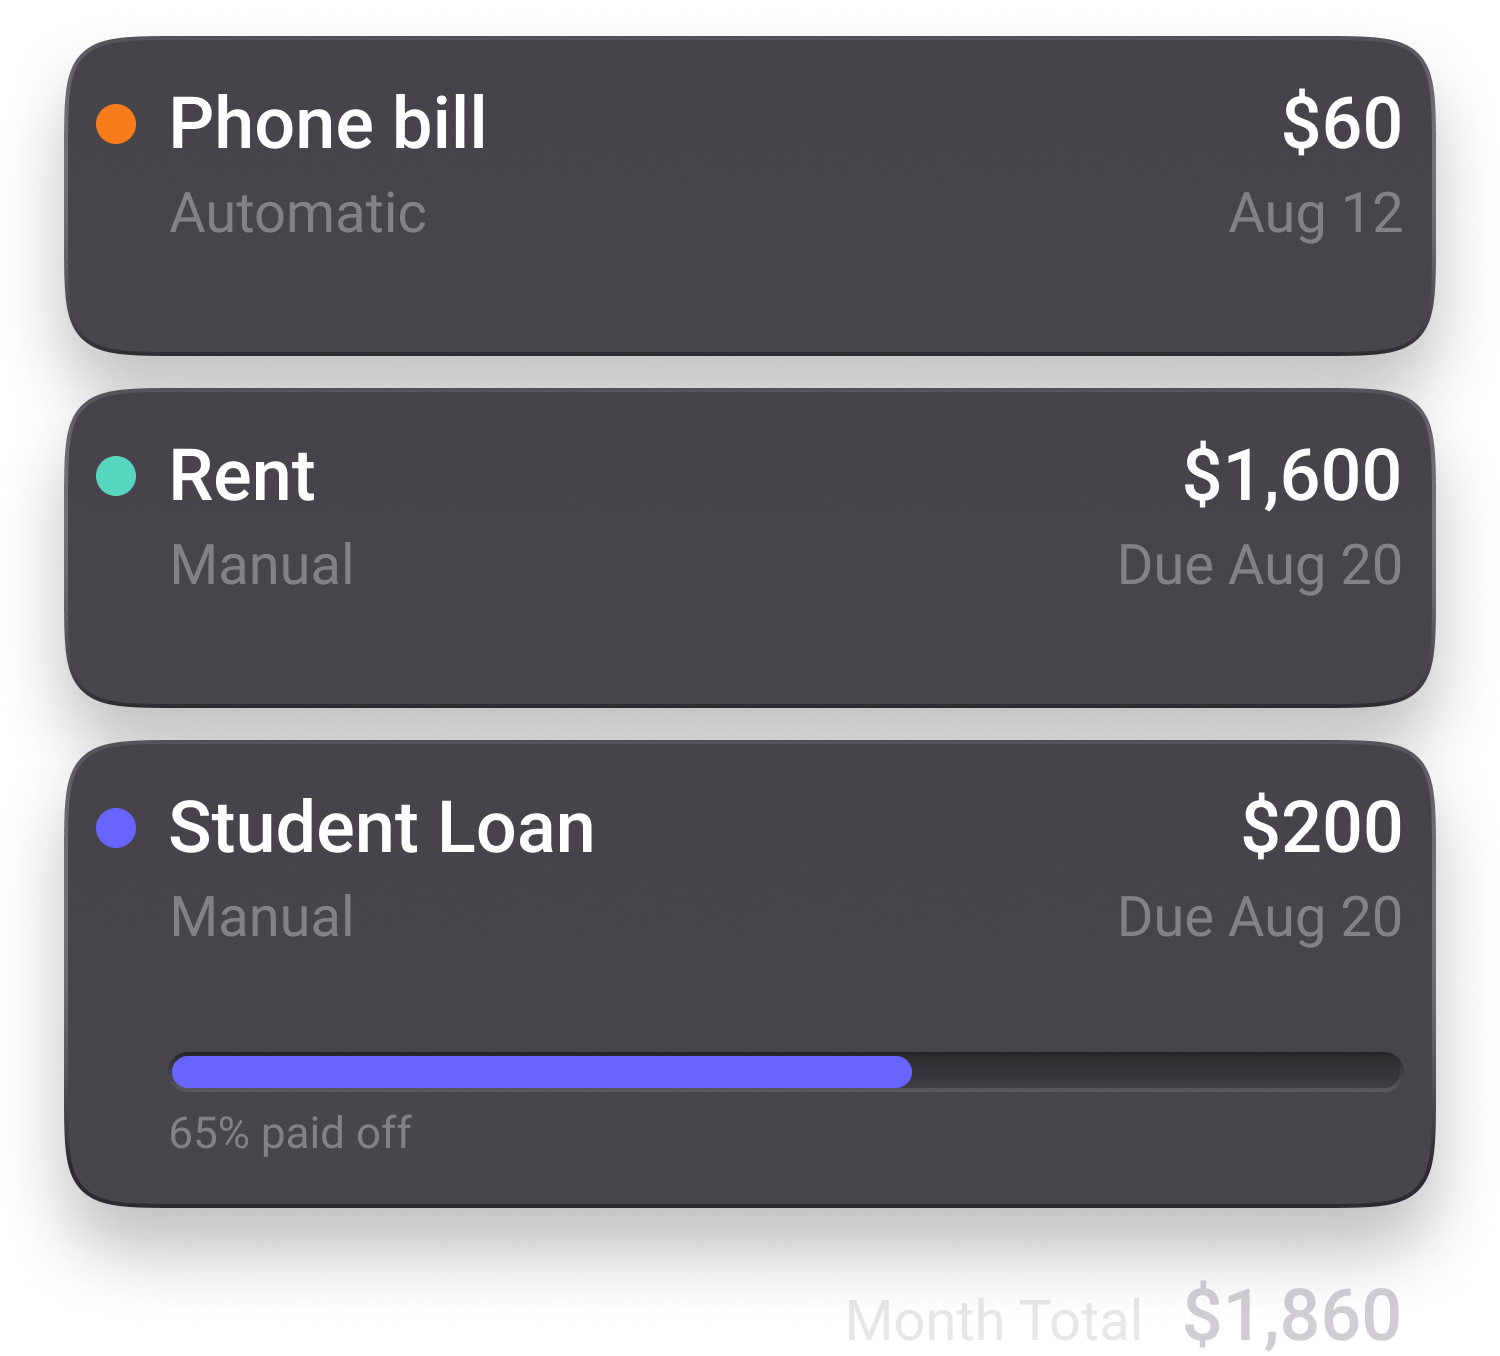 Phone bill $60
Automatic Aug 12
Rent $1,600
Manual Due Aug 20
Student Loan $200
Manual Due Aug 20
65% paid off
Month Total $1,860